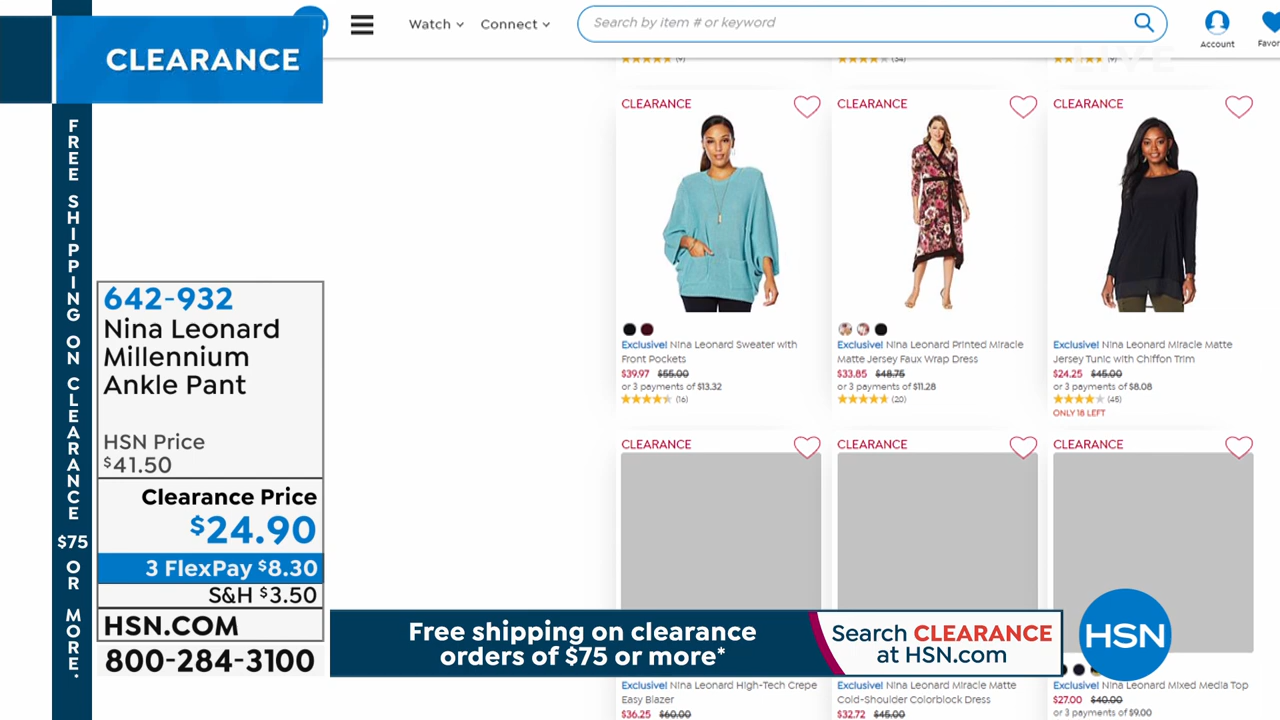 CLEARANCE
FREE SHIPPING ON CLEARANCE $75 OR MORE.
Watch
Connect
Search by item # or keyword
Account
LIVE
(9)
(34)
(9)
CLEARANCE
CLEARANCE
CLEARANCE
Exclusive! Nina Leonard Sweater with
Front Pockets
$39.97 $55.00
or 3 payments of $13.32
(16)
Exclusive! Nina Leonard Printed Miracle
Matte Jersey Faux Wrap Dress
$33.85 $48.75
or 3 payments of $11.28
(20)
Exclusive! Nina Leonard Miracle Matte
Jersey Tunic with Chiffon Trim
$24.25 $45.00
or 3 payments of $8.08
(45)
ONLY 18 LEFT
642-932
Nina Leonard
Millennium
Ankle Pant
HSN Price
$41.50
Clearance Price
$24.90
3 FlexPay $8.30
S&H $3.50
HSN.COM
800-284-3100
CLEARANCE
CLEARANCE
CLEARANCE
Free shipping on clearance
orders of $75 or more*
Search CLEARANCE
at HSN.com
HSN
Exclusive! Nina Leonard High-Tech Crepe
Easy Blazer
$36.25 $60.00
Exclusive! Nina Leonard Miracle Matte
Cold-Shoulder Colorblock Dress
$32.72 $45.00
Exclusive! Nina Leonard Mixed Media Top
$27.00 $40.00
or 3 payments of $9.00